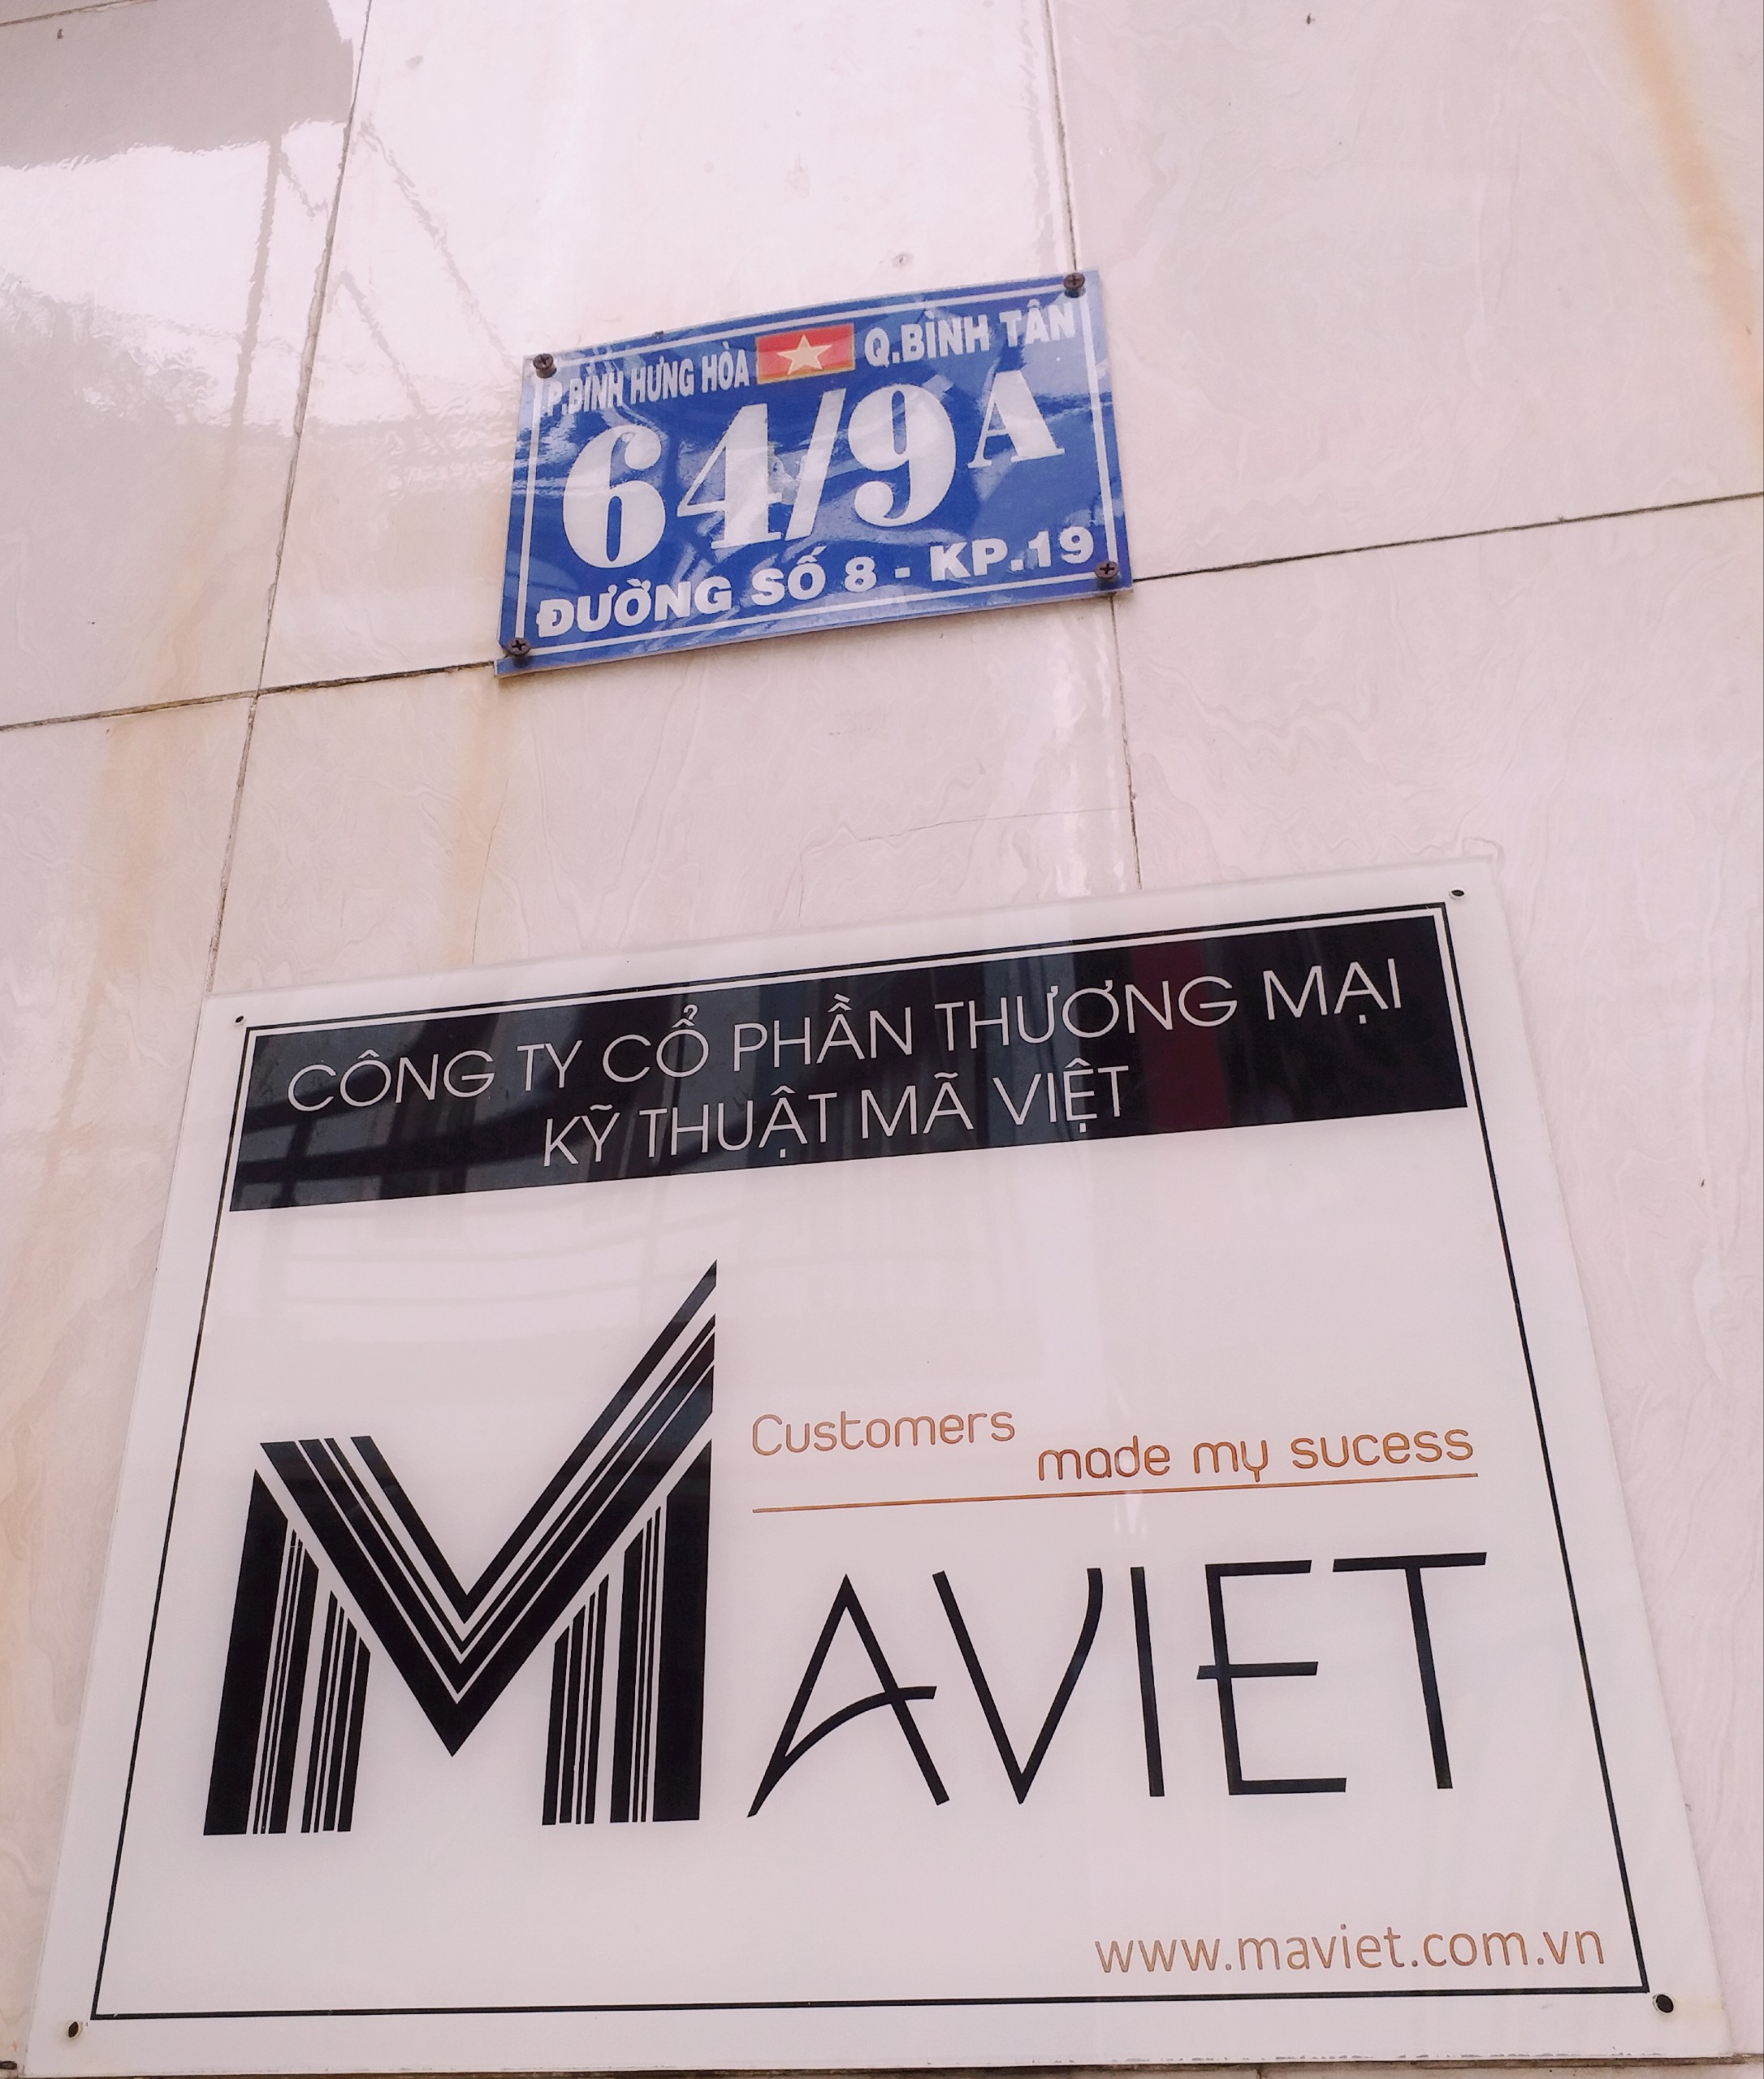 P.BÌNH HƯNG HÒA Q.BÌNH TÂN
64/9A
ĐƯỜNG SỐ 8 - KP.19
CÔNG TY CỔ PHẦN THƯƠNG MẠI
KỸ THUẬT MÃ VIỆT
Customers
made my sucess
MAVIET
www.maviet.com.vn